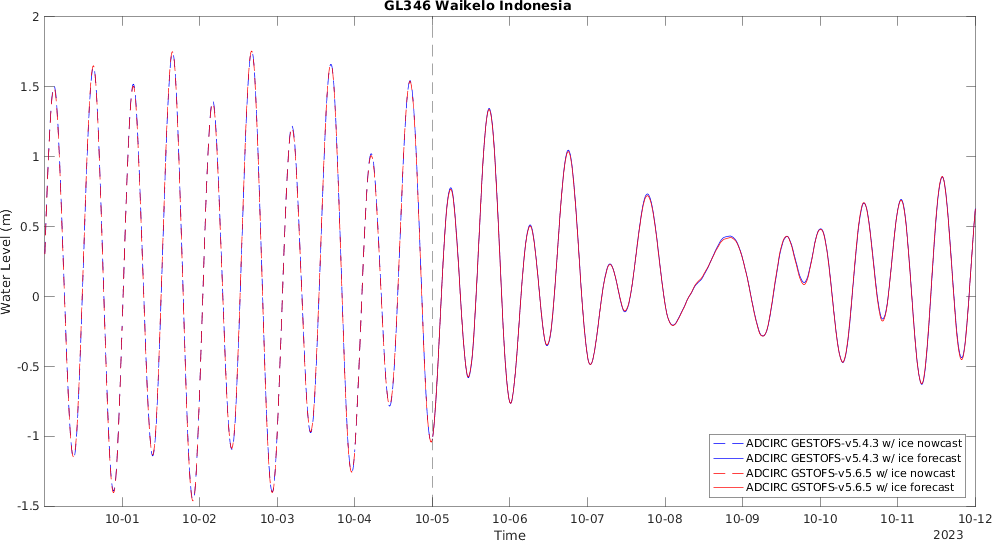 GL346 Waikelo Indonesia
2
1.5
1
0.5
0
-0.5
-1
-1.5
Water Level (m)
10-01 10-02 10-03 10-04 10-05 10-06 10-07 10-08 10-09 10-10 10-11 10-12
Time
2023
ADCIRC GESTOFS-v5.4.3 w/ ice nowcast
ADCIRC GESTOFS-v5.4.3 w/ ice forecast
ADCIRC GSTOFS-v5.6.5 w/ ice nowcast
ADCIRC GSTOFS-v5.6.5 w/ ice forecast